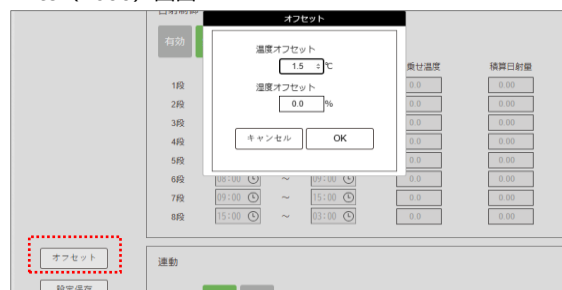 オフセット
有効
温度オフセット
1.5 ℃
湿度オフセット
0.0 %
キャンセル OK
乗せ温度 積算日射量
1段 0.0 0.00
2段 0.0 0.00
3段 0.0 0.00
4段 0.0 0.00
5段 0.0 0.00
6段 08:00 ~ 09:00 0.0 0.00
7段 09:00 ~ 15:00 0.0 0.00
8段 15:00 ~ 03:00 0.0 0.00
オフセット
連動
設定保存